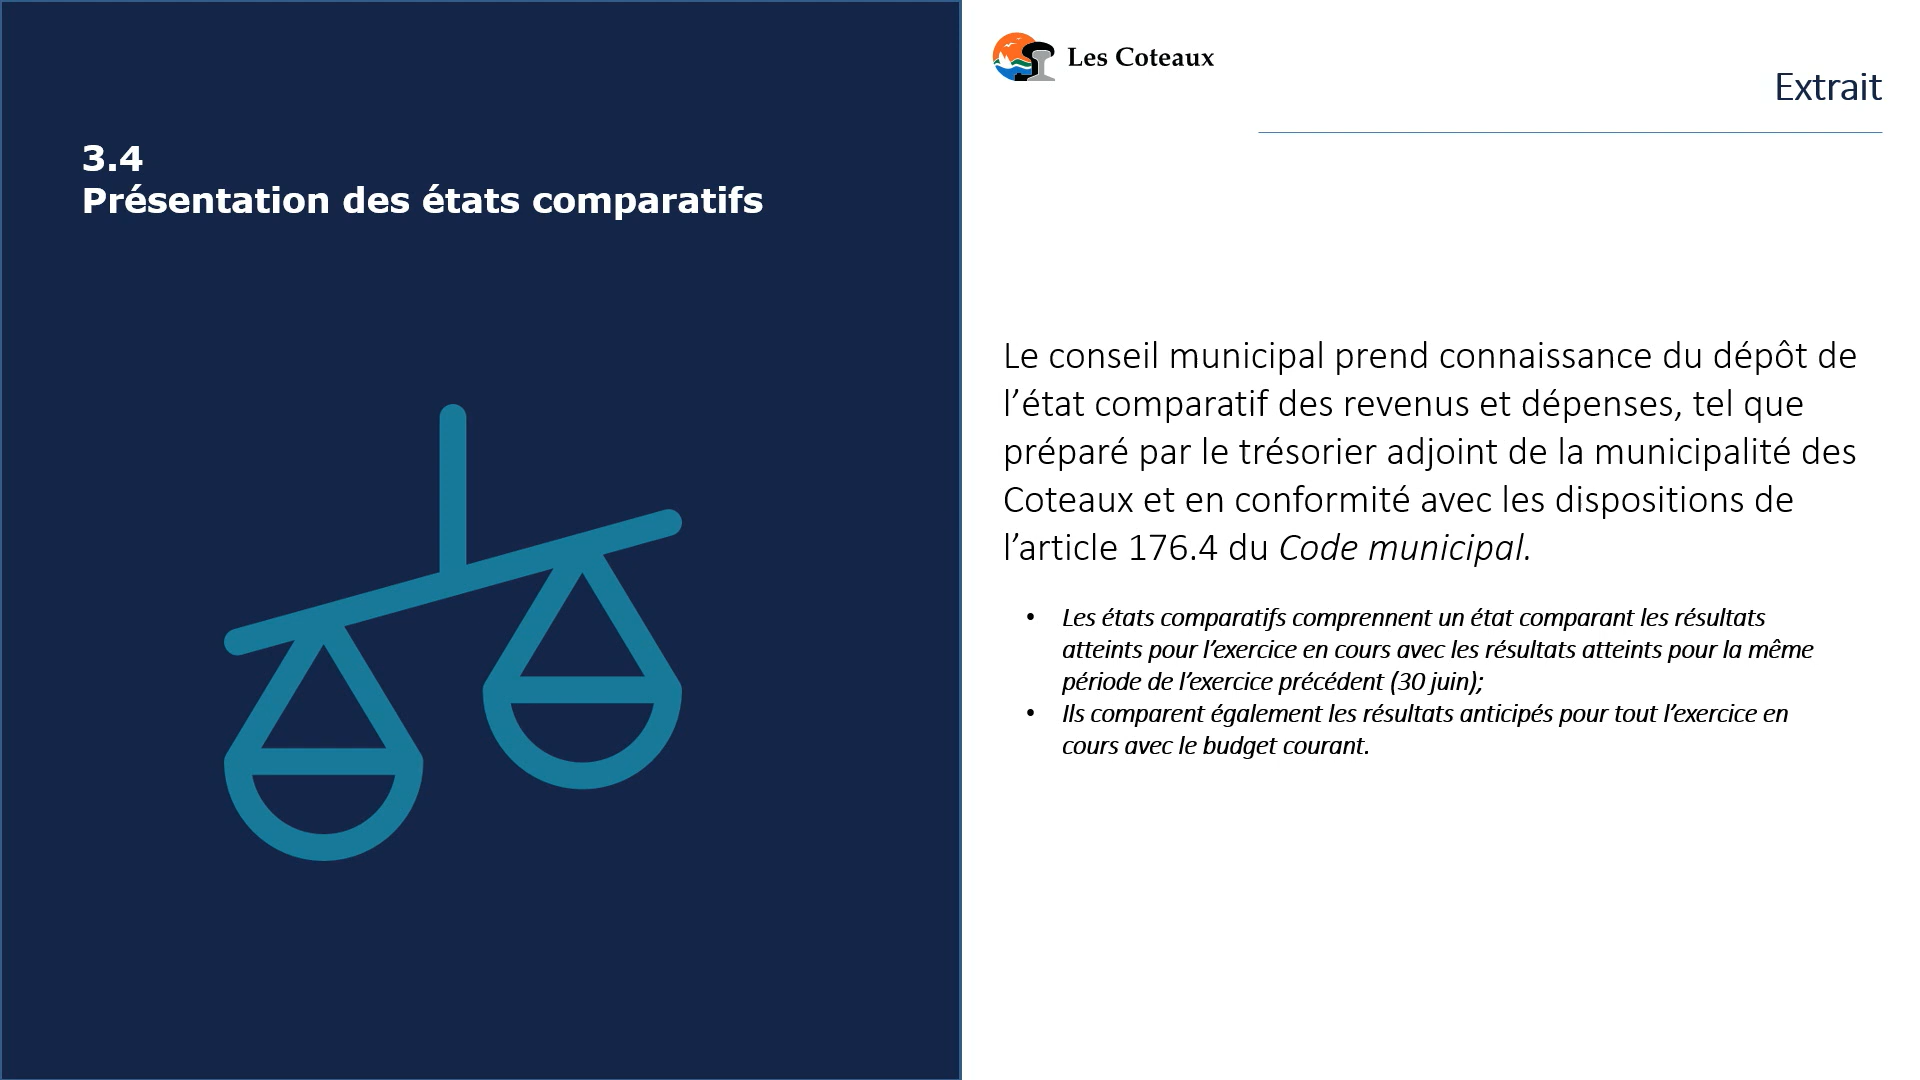 3.4
Présentation des états comparatifs
Les Coteaux
Extrait
Le conseil municipal prend connaissance du dépôt de
l’état comparatif des revenus et dépenses, tel que
préparé par le trésorier adjoint de la municipalité des
Coteaux et en conformité avec les dispositions de
l’article 176.4 du Code municipal.
• Les états comparatifs comprennent un état comparant les résultats
atteints pour l’exercice en cours avec les résultats atteints pour la même
période de l’exercice précédent (30 juin);
• Ils comparent également les résultats anticipés pour tout l’exercice en
cours avec le budget courant.